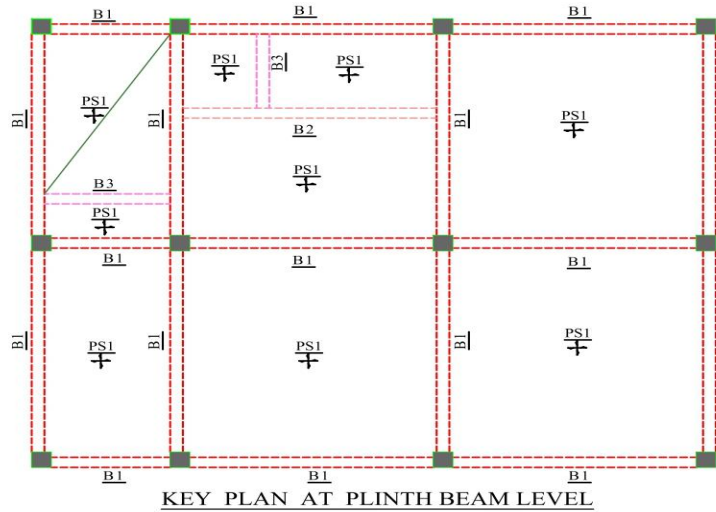 B1 B1 B1
PS1 PS1 B3 PS1
PS1 PS1
B1 B1 B1
B2
B3 PS1
PS1
B1 B1 B1
PS1 PS1 PS1
B1 B1 B1
B1 B1 B1
KEY PLAN AT PLINTH BEAM LEVEL